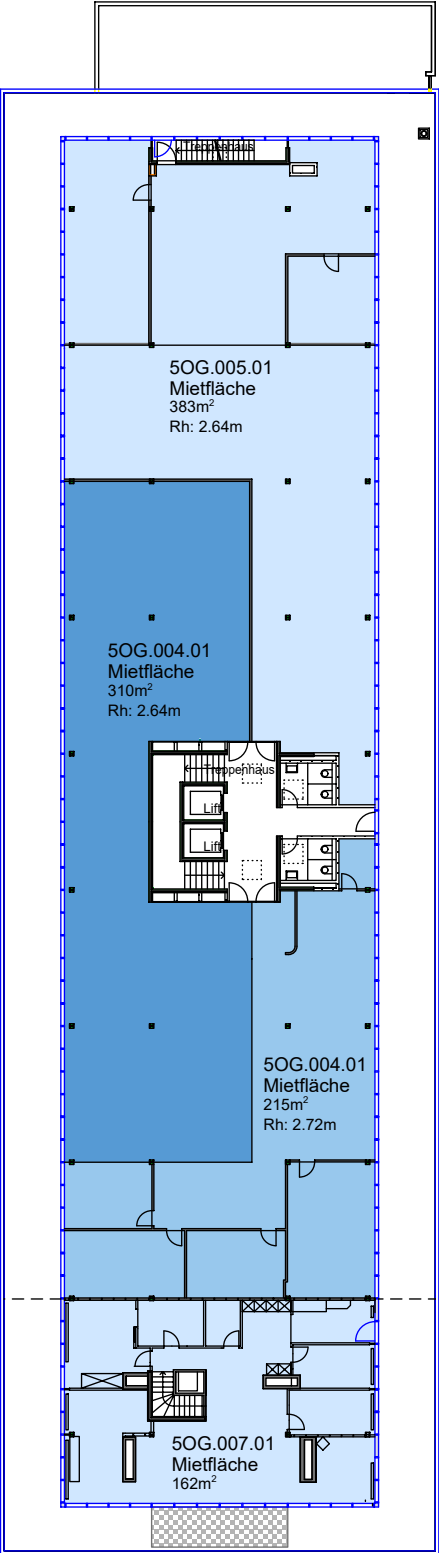 Treppenhaus
5OG.005.01
Mietfläche
383m²
Rh: 2.64m
5OG.004.01
Mietfläche
310m²
Rh: 2.64m
Treppenhaus
Lift
Lift
5OG.004.01
Mietfläche
215m²
Rh: 2.72m
5OG.007.01
Mietfläche
162m²